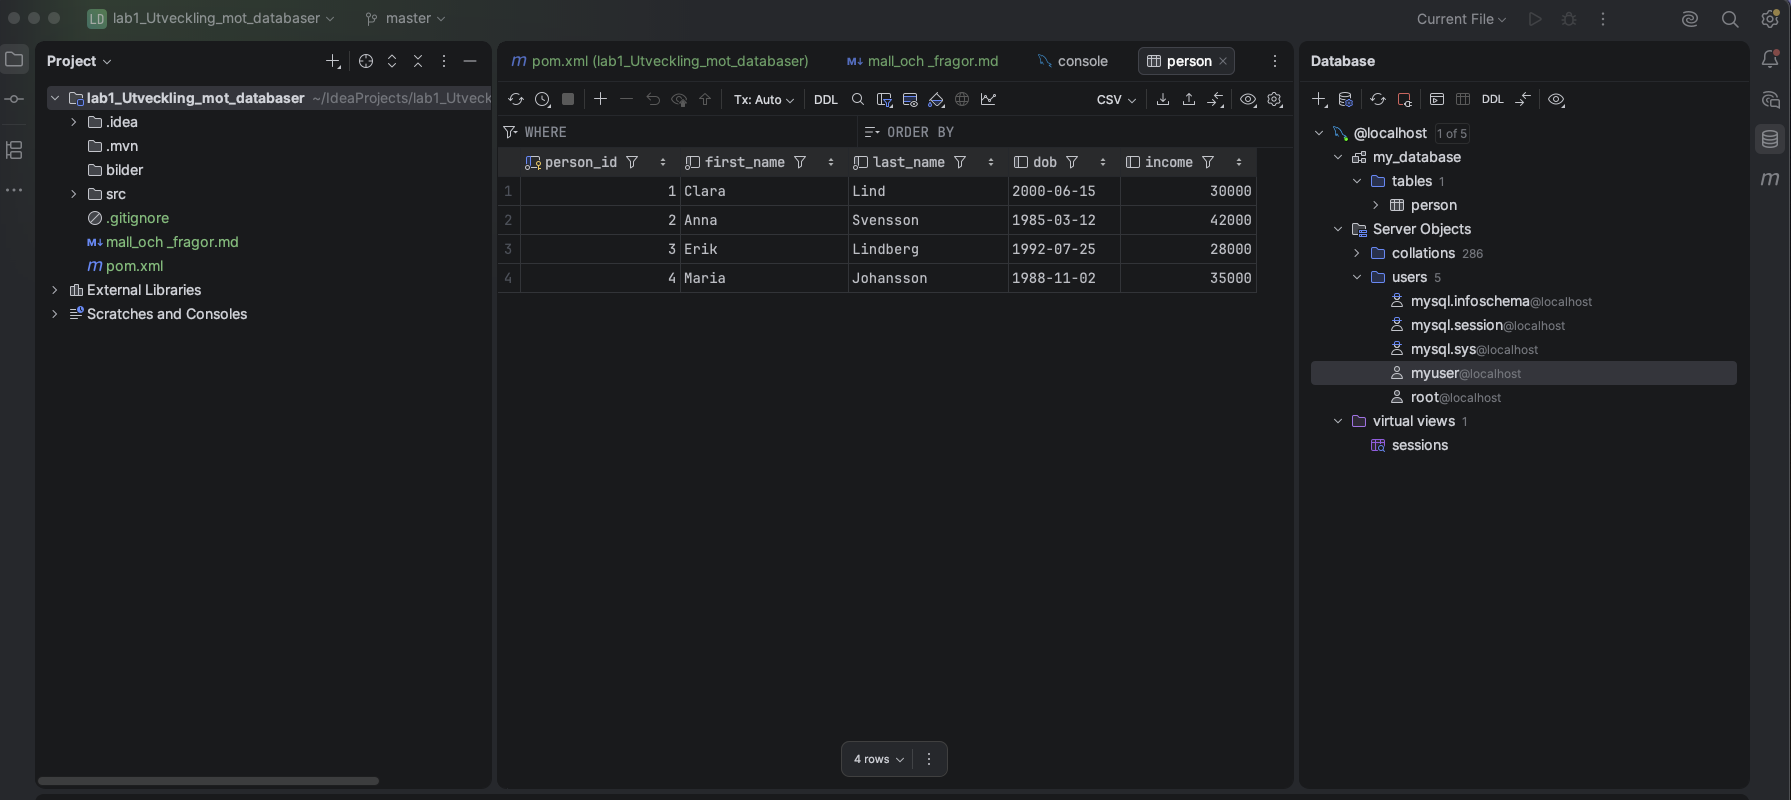 LD lab1_Utveckling_mot_databaser master Current File
Project
lab1_Utveckling_mot_databaser ~/IdeaProjects/lab1_Utveck
.idea
.mvn
bilder
src
.gitignore
M↓ mall_och _fragor.md
m pom.xml
External Libraries
Scratches and Consoles
m pom.xml (lab1_Utveckling_mot_databaser) M↓ mall_och _fragor.md console person
Tx: Auto DDL CSV
WHERE ORDER BY
person_id first_name last_name dob income
1 1 Clara Lind 2000-06-15 30000
2 2 Anna Svensson 1985-03-12 42000
3 3 Erik Lindberg 1992-07-25 28000
4 4 Maria Johansson 1988-11-02 35000
4 rows
Database
DDL
@localhost 1 of 5
my_database
tables 1
person
Server Objects
collations 286
users 5
mysql.infoschema@localhost
mysql.session@localhost
mysql.sys@localhost
myuser@localhost
root@localhost
virtual views 1
sessions
m